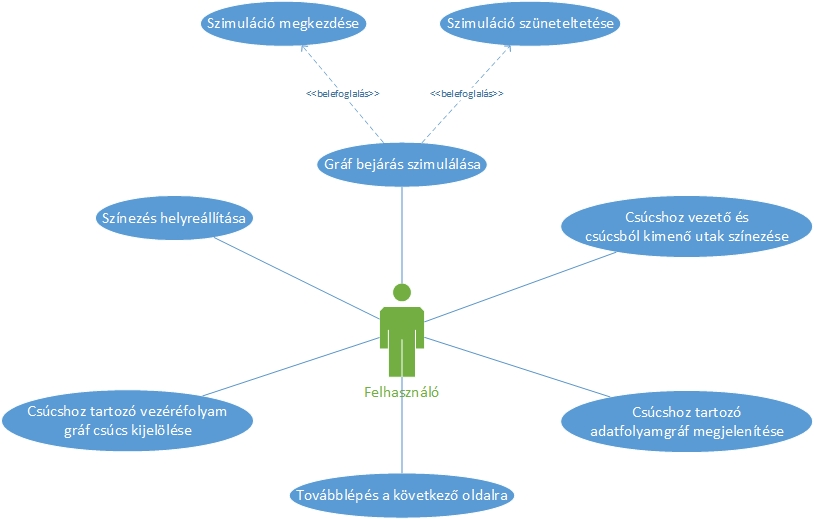 Szimuláció megkezdése
Szimuláció szüneteltetése
<<belefoglalás>>
<<belefoglalás>>
Gráf bejárás szimulálása
Színezés helyreállítása
Csúcshoz vezető és
csúcsból kimenő utak színezése
Felhasználó
Csúcshoz tartozó vezéréfolyam
gráf csúcs kijelölése
Csúcshoz tartozó
adatfolyamgráf megjelenítése
Továbblépés a következő oldalra